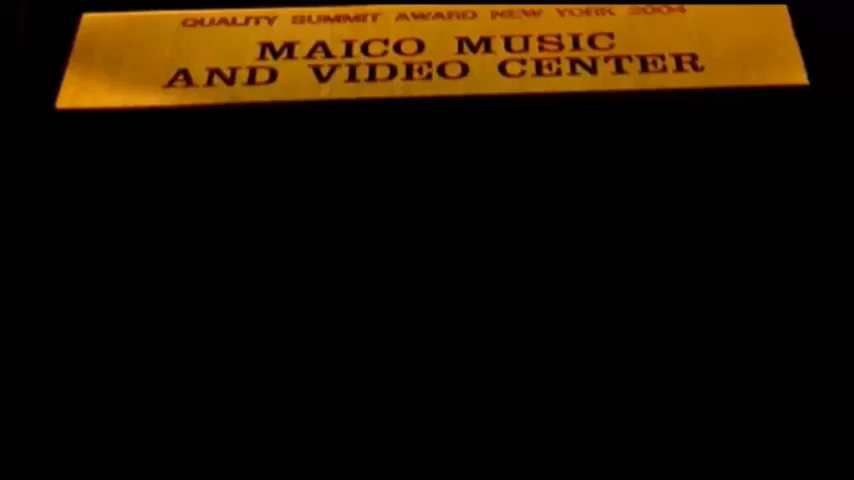 QUALITY SUMMIT AWARD NEW YORK 2004
MAICO MUSIC
AND VIDEO CENTER